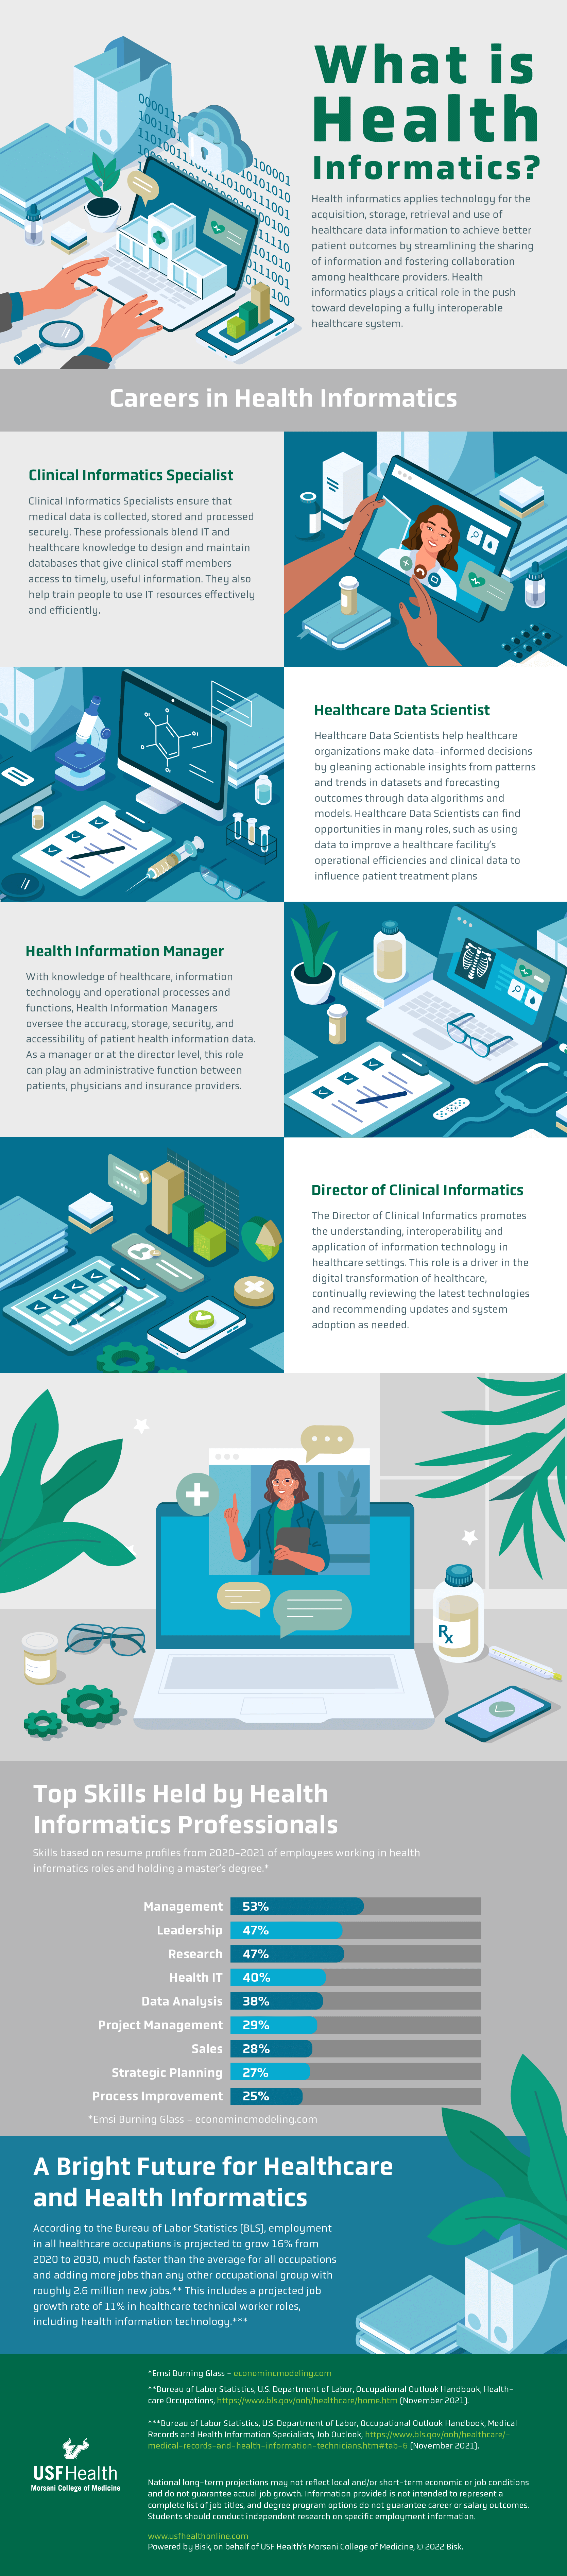 What is
Health
Informatics?
Health informatics applies technology for the
acquisition, storage, retrieval and use of
healthcare data information to achieve better
patient outcomes by streamlining the sharing
of information and fostering collaboration
among healthcare providers. Health
informatics plays a critical role in the push
toward developing a fully interoperable
healthcare system.
Careers in Health Informatics
Clinical Informatics Specialist
Clinical Informatics Specialists ensure that
medical data is collected, stored and processed
securely. These professionals blend IT and
healthcare knowledge to design and maintain
databases that give clinical staff members
access to timely, useful information. They also
help train people to use IT resources effectively
and efficiently.
Healthcare Data Scientist
Healthcare Data Scientists help healthcare
organizations make data-informed decisions
by gleaning actionable insights from patterns
and trends in datasets and forecasting
outcomes through data algorithms and
models. Healthcare Data Scientists can find
opportunities in many roles, such as using
data to improve a healthcare facility's
operational efficiencies and clinical data to
influence patient treatment plans
Health Information Manager
With knowledge of healthcare, information
technology and operational processes and
functions, Health Information Managers
oversee the accuracy, storage, security, and
accessibility of patient health information data.
As a manager or at the director level, this role
can play an administrative function between
patients, physicians and insurance providers.
Director of Clinical Informatics
The Director of Clinical Informatics promotes
the understanding, interoperability and
application of information technology in
healthcare settings. This role is a driver in the
digital transformation of healthcare,
continually reviewing the latest technologies
and recommending updates and system
adoption as needed.
Rx
Top Skills Held by Health
Informatics Professionals
Skills based on resume profiles from 2020-2021 of employees working in health
informatics roles and holding a master's degree.*
Management 53%
Leadership 47%
Research 47%
Health IT 40%
Data Analysis 38%
Project Management 29%
Sales 28%
Strategic Planning 27%
Process Improvement 25%
*Emsi Burning Glass - economincmodeling.com
A Bright Future for Healthcare
and Health Informatics
According to the Bureau of Labor Statistics (BLS), employment
in all healthcare occupations is projected to grow 16% from
2020 to 2030, much faster than the average for all occupations
and adding more jobs than any other occupational group with
roughly 2.6 million new jobs.** This includes a projected job
growth rate of 11% in healthcare technical worker roles,
including health information technology.***
*Emsi Burning Glass - economincmodeling.com
**Bureau of Labor Statistics, U.S. Department of Labor, Occupational Outlook Handbook, Health-
care Occupations, https://www.bls.gov/ooh/healthcare/home.htm (November 2021).
***Bureau of Labor Statistics, U.S. Department of Labor, Occupational Outlook Handbook, Medical
Records and Health Information Specialists, Job Outlook, https://www.bls.gov/ooh/healthcare/-
medical-records-and-health-information-technicians.htm#tab-6 (November 2021).
USF Health
Morsani College of Medicine
National long-term projections may not reflect local and/or short-term economic or job conditions
and do not guarantee actual job growth. Information provided is not intended to represent a
complete list of job titles, and degree program options do not guarantee career or salary outcomes.
Students should conduct independent research on specific employment information.
www.usfhealthonline.com
Powered by Bisk, on behalf of USF Health's Morsani College of Medicine, © 2022 Bisk.